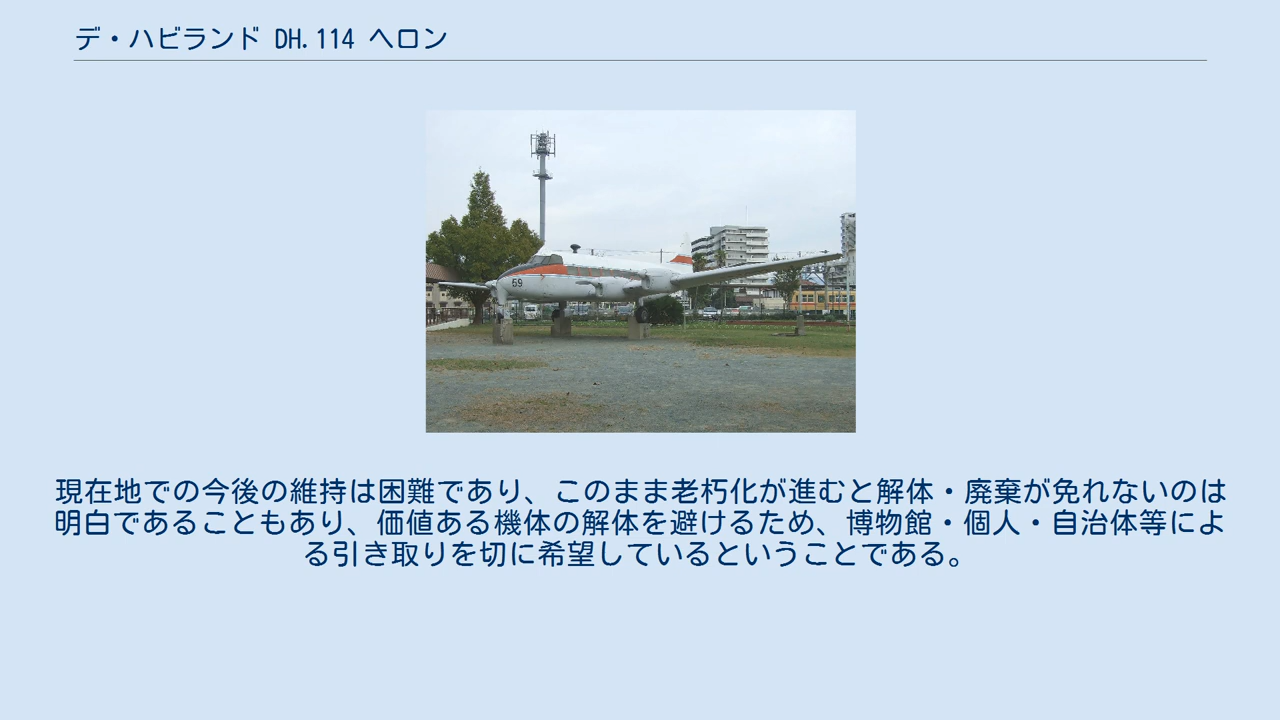 デ・ハビランド DH.114 ヘロン
69
現在地での今後の維持は困難であり、このまま老朽化が進むと解体・廃棄が免れないのは
明白であることもあり、価値ある機体の解体を避けるため、博物館・個人・自治体等によ
る引き取りを切に希望しているということである。